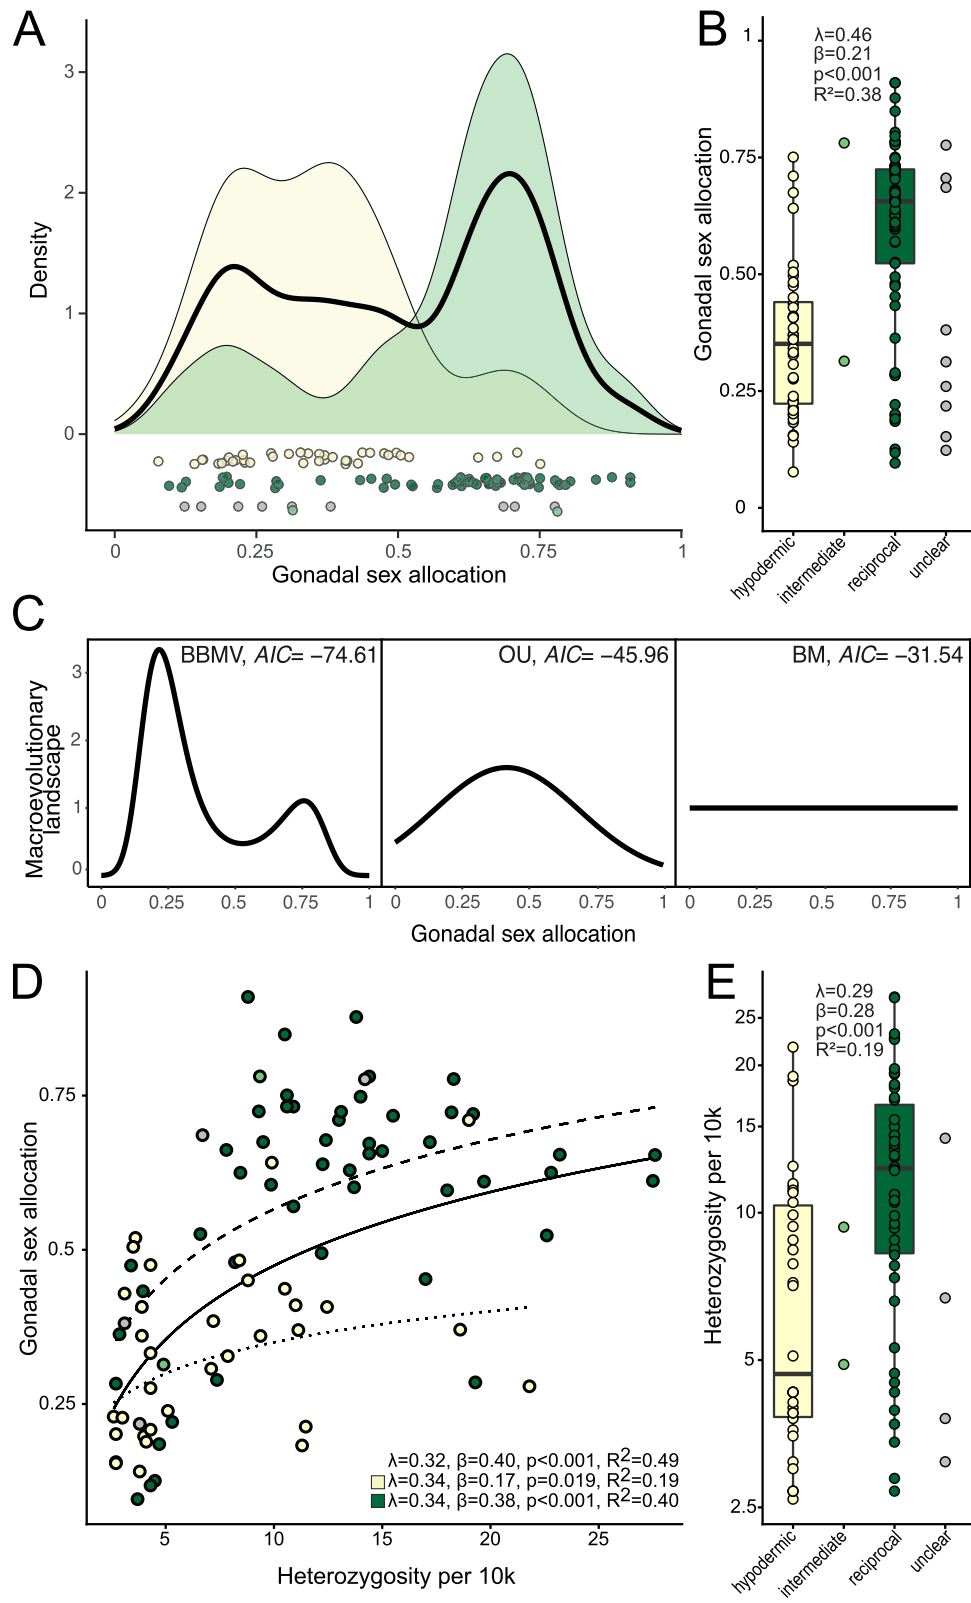 A
3
2
1
0
Density
0
0.25
0.5
0.75
1
Gonadal sex allocation
B
λ=0.46
β=0.21
p<0.001
R²=0.38
1
0.75
0.50
0.25
0
Gonadal sex allocation
hypodermic
intermediate
reciprocal
unclear
C
BBMV, AIC= −74.61
OU, AIC= −45.96
BM, AIC= −31.54
3
2
1
0
Macroevolutionary
landscape
0 0.25 0.5 0.75 1
0 0.25 0.5 0.75 1
0 0.25 0.5 0.75 1
Gonadal sex allocation
D
0.75
0.5
0.25
Gonadal sex allocation
λ=0.32, β=0.40, p<0.001, R2=0.49
λ=0.34, β=0.17, p=0.019, R2=0.19
λ=0.34, β=0.38, p<0.001, R2=0.40
5 10 15 20 25
Heterozygosity per 10k
E
λ=0.29
β=0.28
p<0.001
R²=0.19
25
20
15
10
5
2.5
Heterozygosity per 10k
hypodermic
intermediate
reciprocal
unclear